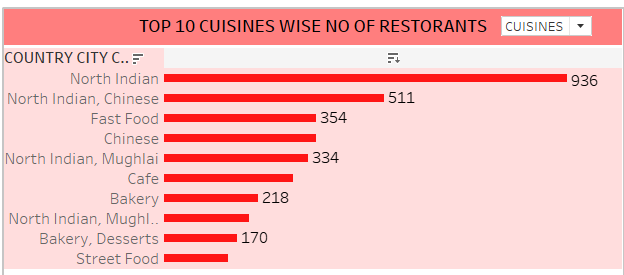 TOP 10 CUISINES WISE NO OF RESTORANTS CUISINES
COUNTRY CITY C..
North Indian 936
North Indian, Chinese 511
Fast Food 354
Chinese
North Indian, Mughlai 334
Cafe
Bakery 218
North Indian, Mughl..
Bakery, Desserts 170
Street Food